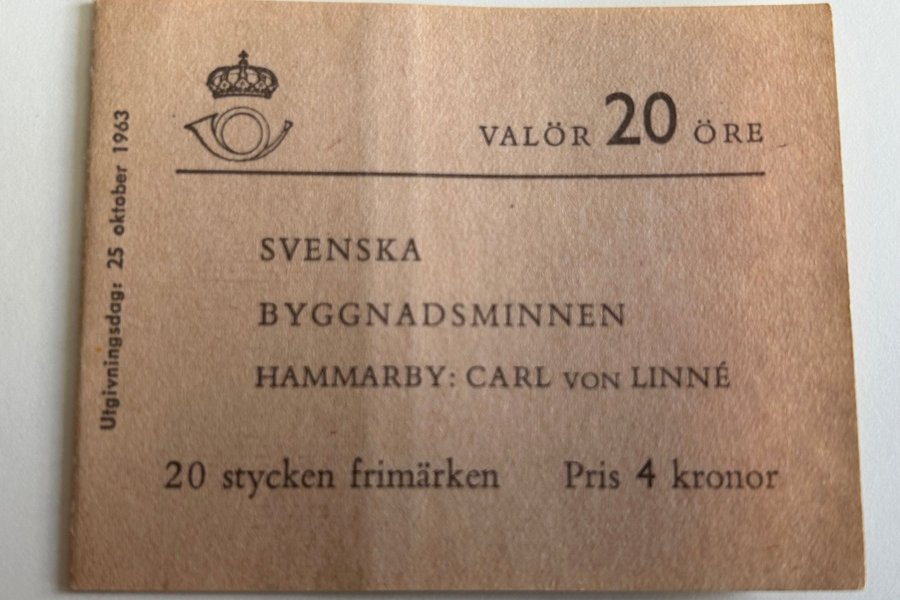 VALÖR 20 ÖRE
Utgivningsdag: 25 oktober 1963
SVENSKA
BYGGNADSMINNEN
HAMMARBY: CARL VON LINNÉ
20 stycken frimärken Pris 4 kronor